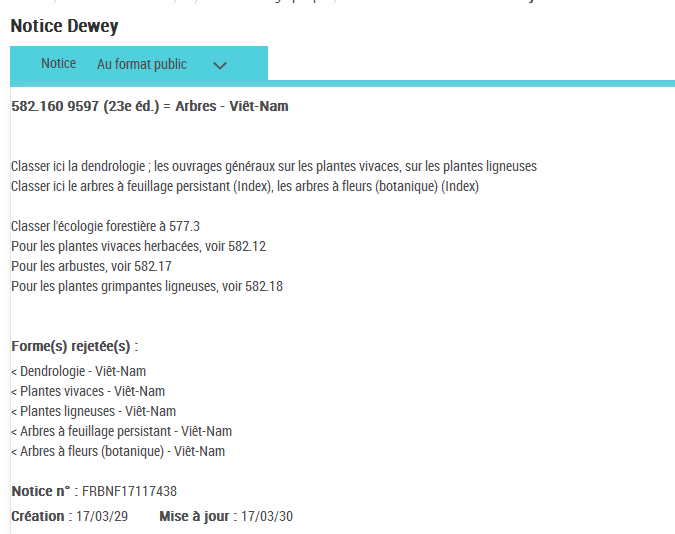 Notice Dewey
Notice Au format public
582.160 9597 (23e éd.) = Arbres - Viêt-Nam
Classer ici la dendrologie ; les ouvrages généraux sur les plantes vivaces, sur les plantes ligneuses
Classer ici le arbres à feuillage persistant (Index), les arbres à fleurs (botanique) (Index)
Classer l'écologie forestière à 577.3
Pour les plantes vivaces herbacées, voir 582.12
Pour les arbustes, voir 582.17
Pour les plantes grimpantes ligneuses, voir 582.18
Forme(s) rejetée(s) :
< Dendrologie - Viêt-Nam
< Plantes vivaces - Viêt-Nam
< Plantes ligneuses - Viêt-Nam
< Arbres à feuillage persistant - Viêt-Nam
< Arbres à fleurs (botanique) - Viêt-Nam
Notice n° : FRBNF17117438
Création : 17/03/29 Mise à jour : 17/03/30